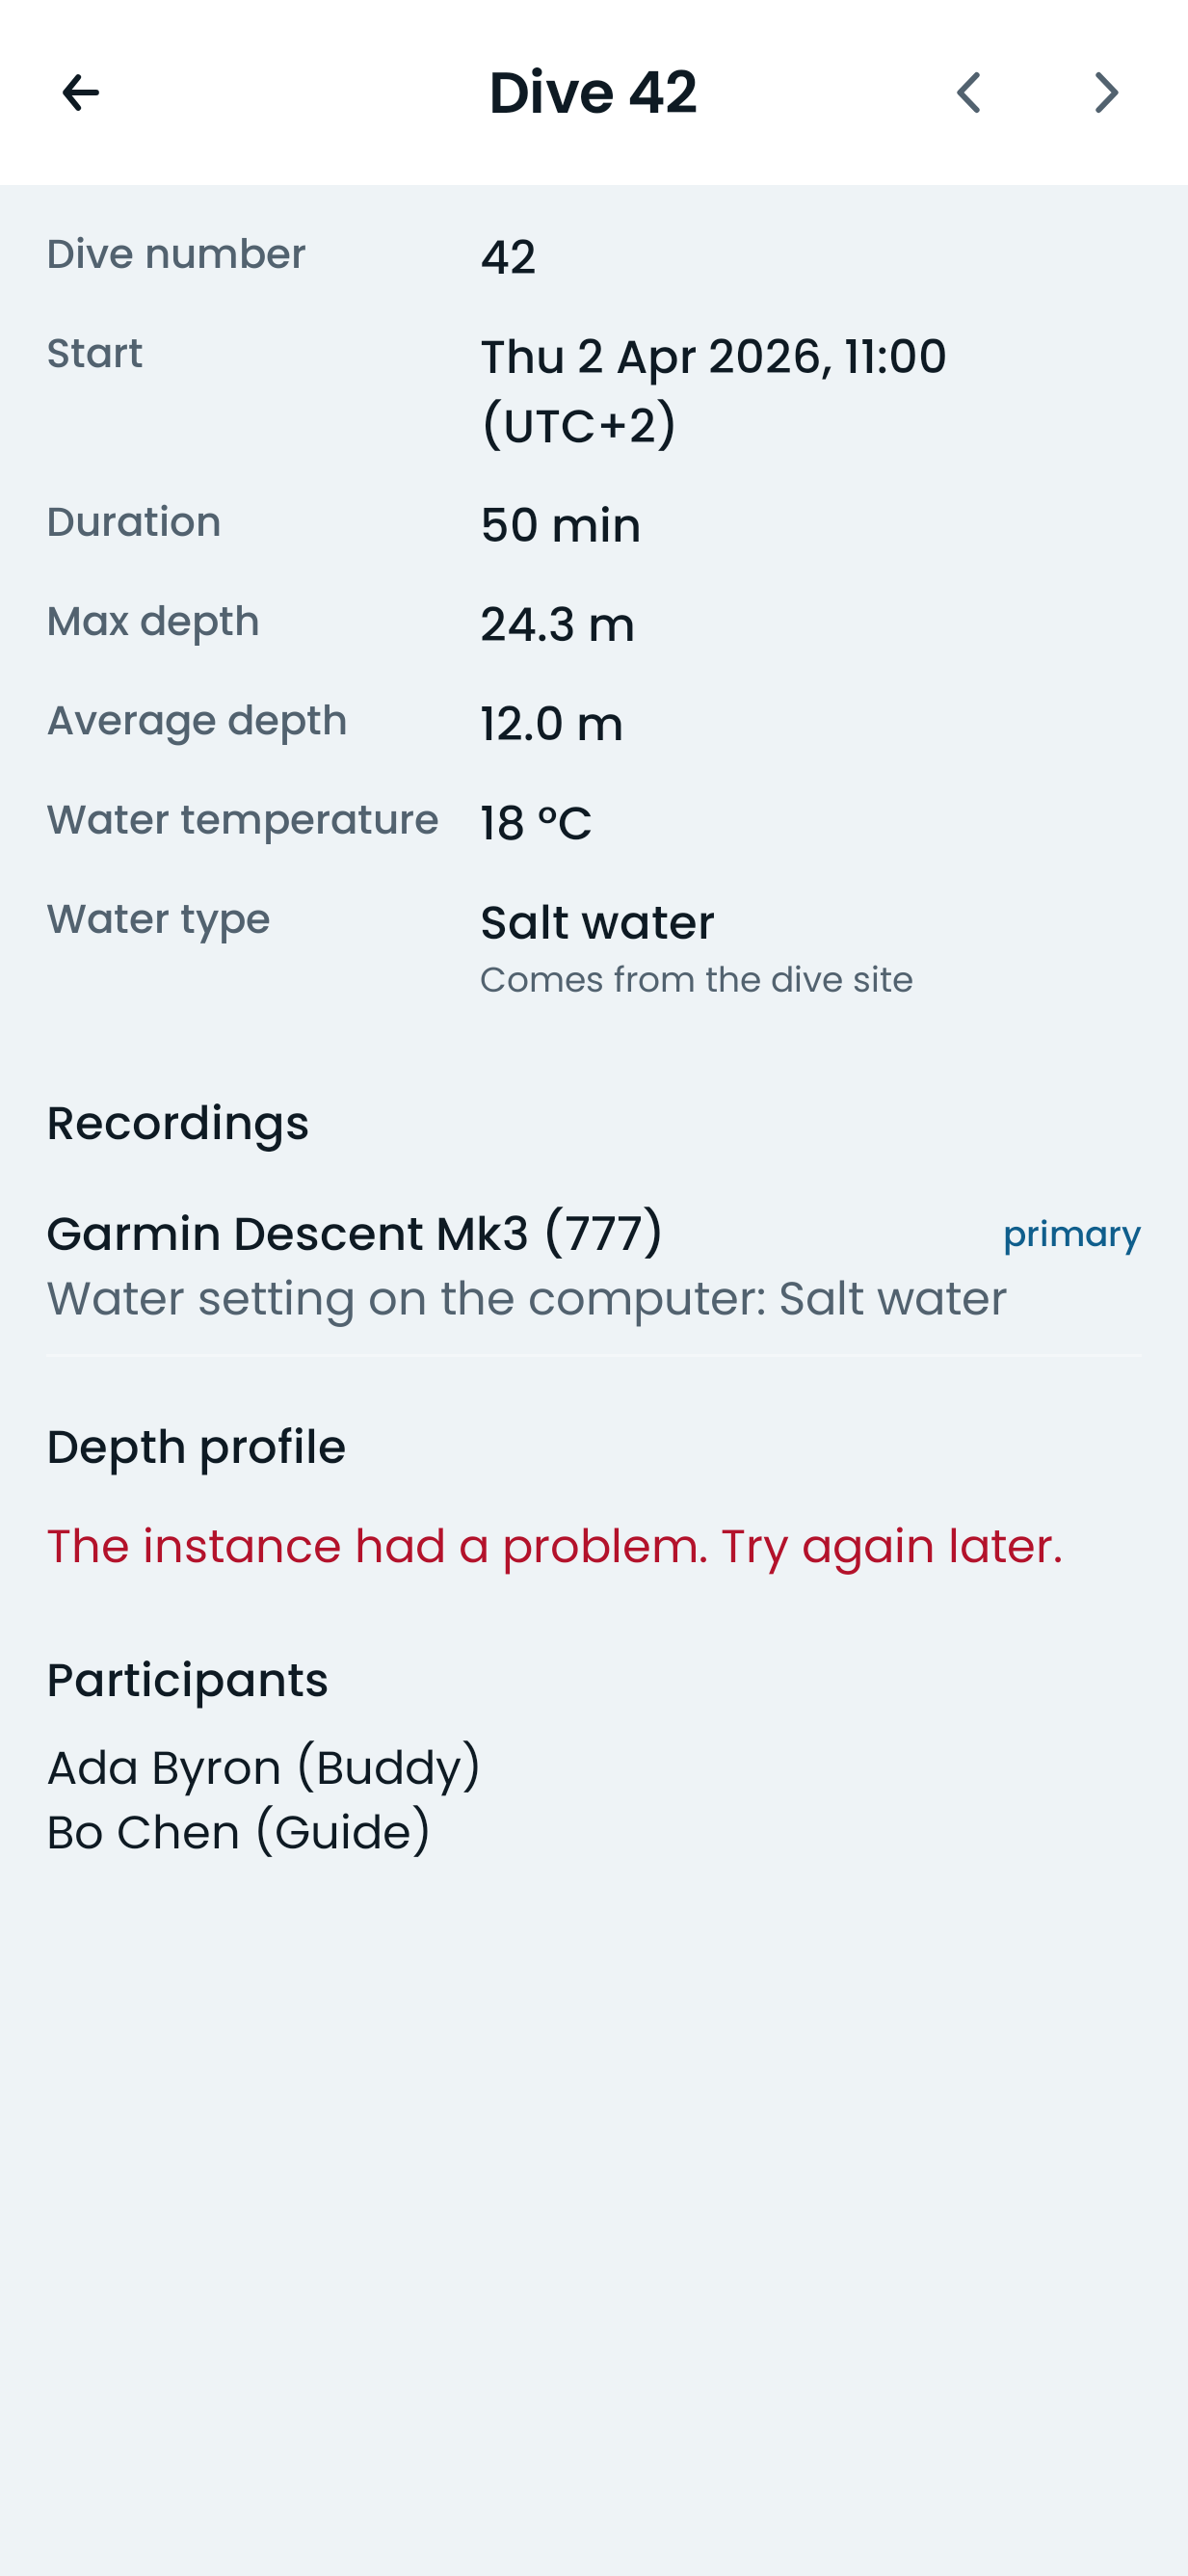 Dive 42
Dive number 42
Start Thu 2 Apr 2026, 11:00
(UTC+2)
Duration 50 min
Max depth 24.3 m
Average depth 12.0 m
Water temperature 18 °C
Water type Salt water
Comes from the dive site
Recordings
Garmin Descent Mk3 (777) primary
Water setting on the computer: Salt water
Depth profile
The instance had a problem. Try again later.
Participants
Ada Byron (Buddy)
Bo Chen (Guide)